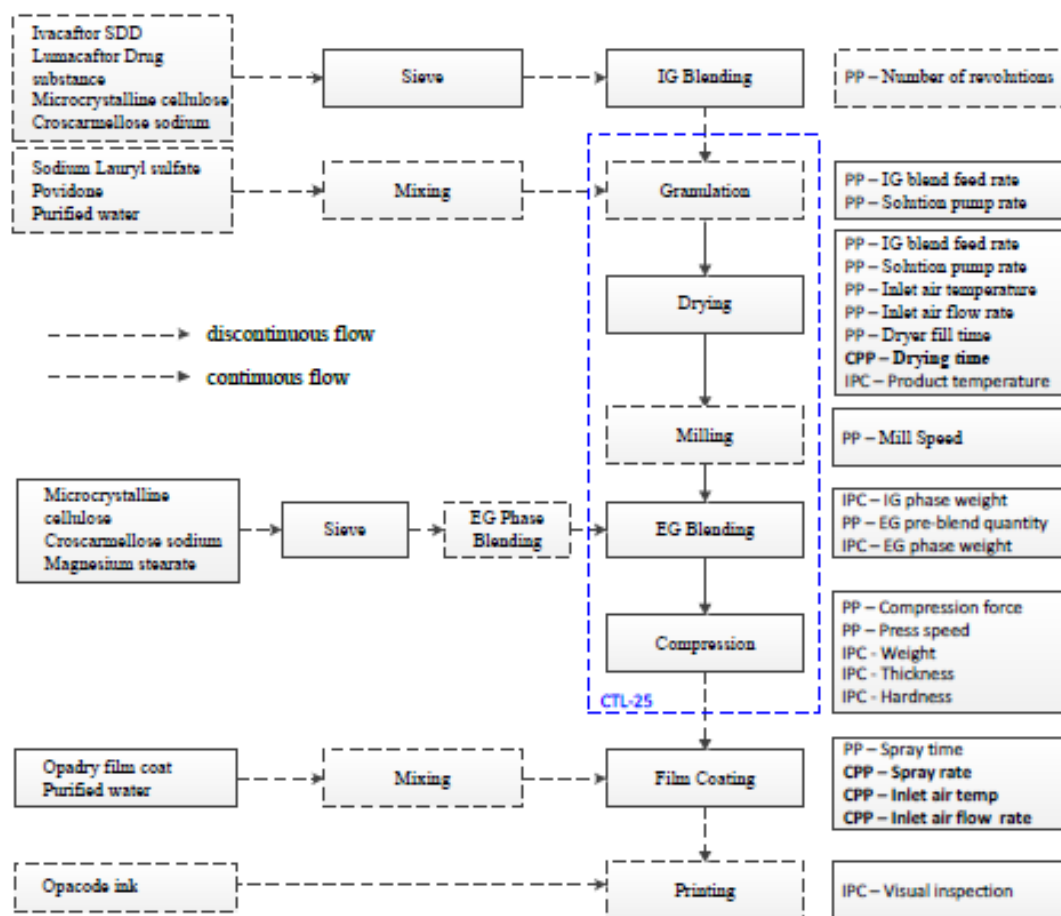 Ivacaftor SDD
Lumacaftor Drug
substance
Microcrystalline cellulose
Croscarmellose sodium
Sieve
IG Blending
PP – Number of revolutions
Sodium Lauryl sulfate
Povidone
Purified water
Mixing
Granulation
PP – IG blend feed rate
PP – Solution pump rate
Drying
PP – IG blend feed rate
PP – Solution pump rate
PP – Inlet air temperature
PP – Inlet air flow rate
PP – Dryer fill time
CPP – Drying time
IPC – Product temperature
discontinuous flow
continuous flow
Milling
PP – Mill Speed
Microcrystalline
cellulose
Croscarmellose sodium
Magnesium stearate
Sieve
EG Phase
Blending
EG Blending
IPC – IG phase weight
PP – EG pre-blend quantity
IPC – EG phase weight
Compression
CTL-25
PP – Compression force
PP – Press speed
IPC - Weight
IPC - Thickness
IPC - Hardness
Opadry film coat
Purified water
Mixing
Film Coating
PP – Spray time
CPP – Spray rate
CPP – Inlet air temp
CPP – Inlet air flow rate
Opacode ink
Printing
IPC – Visual inspection